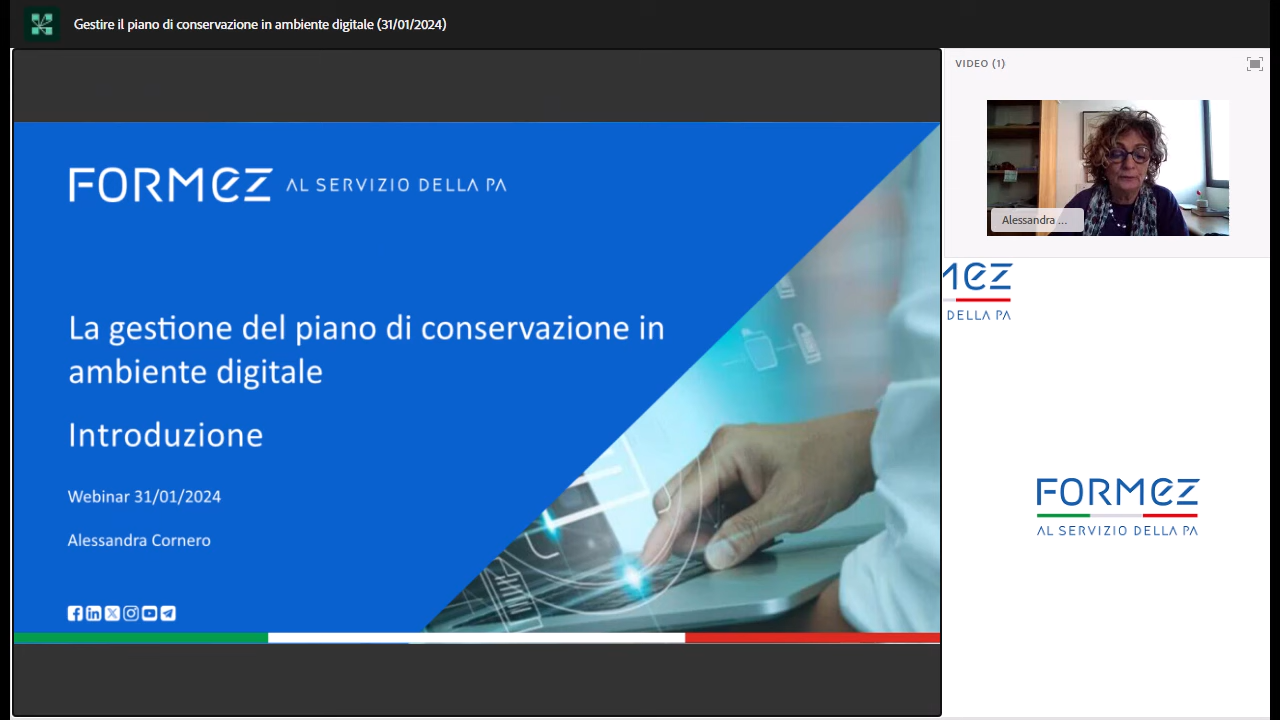 Gestire il piano di conservazione in ambiente digitale (31/01/2024)
VIDEO (1)
Alessandra ...
FORMEZ AL SERVIZIO DELLA PA
La gestione del piano di conservazione in
ambiente digitale
Introduzione
Webinar 31/01/2024
Alessandra Cornero
MEZ
DELLA PA
FORMEZ
AL SERVIZIO DELLA PA